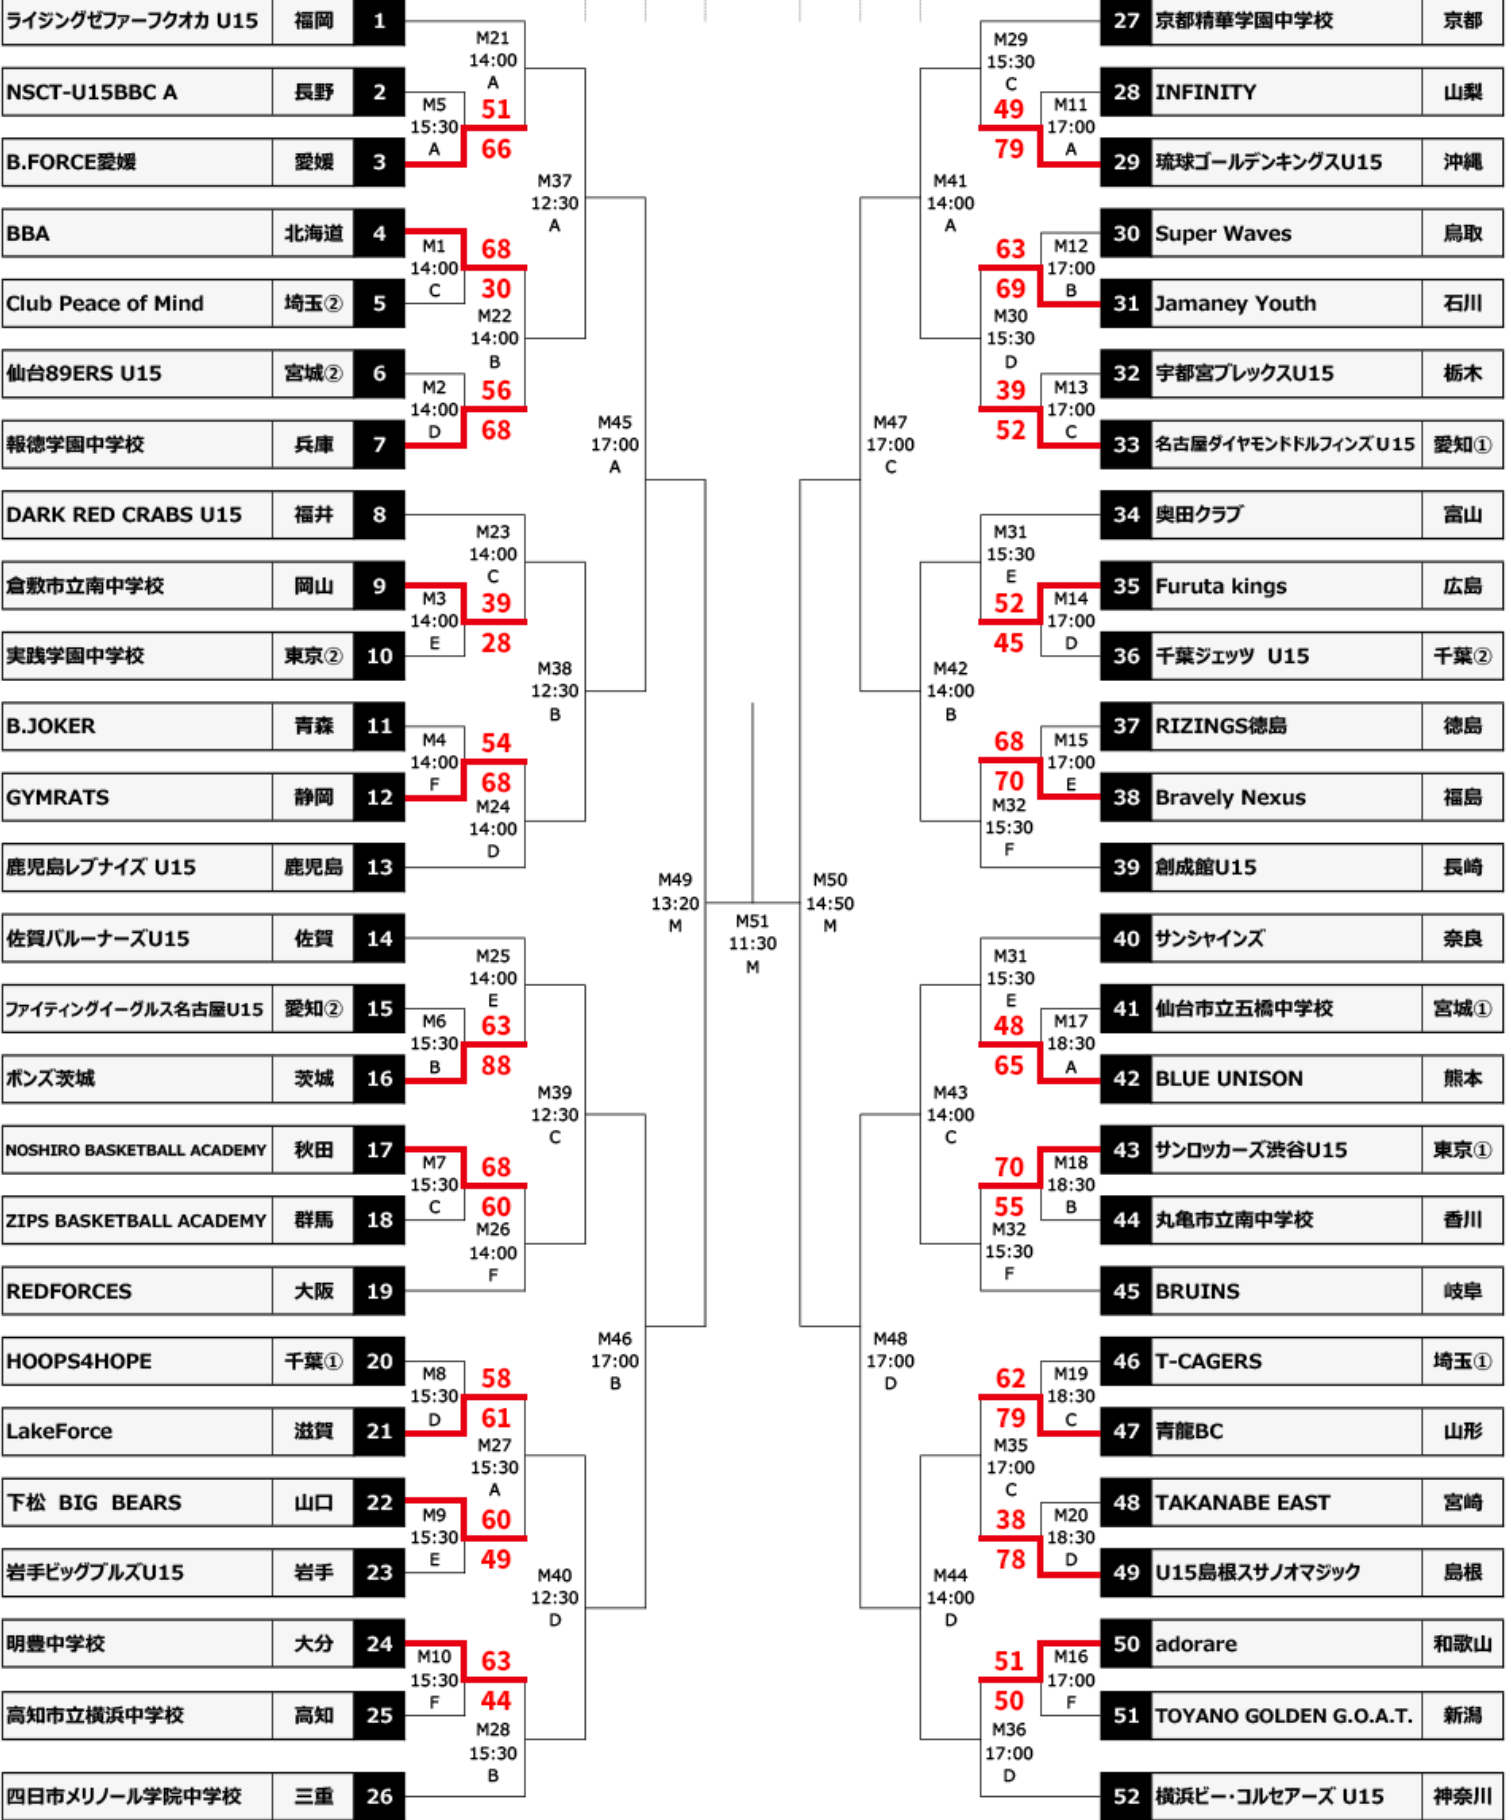 ライジングゼファーフクオカ U15 福岡 1
M21
14:00
A
NSCT-U15BBC A 長野 2
M5
15:30
A
51
66
B.FORCE愛媛 愛媛 3
M37
12:30
A
BBA 北海道 4
M1
14:00
C
68
30
Club Peace of Mind 埼玉② 5
M22
14:00
B
仙台89ERS U15 宮城② 6
M2
14:00
D
56
68
報徳学園中学校 兵庫 7
M45
17:00
A
DARK RED CRABS U15 福井 8
M23
14:00
C
倉敷市立南中学校 岡山 9
M3
14:00
E
39
28
実践学園中学校 東京② 10
M38
12:30
B
B.JOKER 青森 11
M4
14:00
F
54
68
GYMRATS 静岡 12
M24
14:00
D
鹿児島レブナイズ U15 鹿児島 13
M49
13:20
M
佐賀バルーナーズU15 佐賀 14
M25
14:00
E
ファイティングイーグルス名古屋U15 愛知② 15
M6
15:30
B
63
88
ボンズ茨城 茨城 16
M39
12:30
C
NOSHIRO BASKETBALL ACADEMY 秋田 17
M7
15:30
C
68
60
ZIPS BASKETBALL ACADEMY 群馬 18
M26
14:00
F
REDFORCES 大阪 19
M46
17:00
B
HOOPS4HOPE 千葉① 20
M8
15:30
D
58
61
LakeForce 滋賀 21
M27
15:30
A
下松 BIG BEARS 山口 22
M9
15:30
E
60
49
岩手ビッグブルズU15 岩手 23
M40
12:30
D
明豊中学校 大分 24
M10
15:30
F
63
44
高知市立横浜中学校 高知 25
M28
15:30
B
四日市メリノール学院中学校 三重 26
M51
11:30
M
27 京都精華学園中学校 京都
M29
15:30
C
28 INFINITY 山梨
49
79
M11
17:00
A
29 琉球ゴールデンキングスU15 沖縄
M41
14:00
A
30 Super Waves 鳥取
63
69
M12
17:00
B
31 Jamaney Youth 石川
M30
15:30
D
32 宇都宮ブレックスU15 栃木
39
52
M13
17:00
C
33 名古屋ダイヤモンドドルフィンズU15 愛知①
M47
17:00
C
34 奥田クラブ 富山
M31
15:30
E
35 Furuta kings 広島
52
45
M14
17:00
D
36 千葉ジェッツ U15 千葉②
M42
14:00
B
37 RIZINGS徳島 徳島
68
70
M15
17:00
E
38 Bravely Nexus 福島
M32
15:30
F
39 創成館U15 長崎
M50
14:50
M
40 サンシャインズ 奈良
M31
15:30
E
41 仙台市立五橋中学校 宮城①
48
65
M17
18:30
A
42 BLUE UNISON 熊本
M43
14:00
C
43 サンロッカーズ渋谷U15 東京①
70
55
M18
18:30
B
44 丸亀市立南中学校 香川
M32
15:30
F
45 BRUINS 岐阜
M48
17:00
D
46 T-CAGERS 埼玉①
62
79
M19
18:30
C
47 青龍BC 山形
M35
17:00
C
48 TAKANABE EAST 宮崎
38
78
M20
18:30
D
49 U15島根スサノオマジック 島根
M44
14:00
D
50 adorare 和歌山
51
50
M16
17:00
F
51 TOYANO GOLDEN G.O.A.T. 新潟
M36
17:00
D
52 横浜ビー・コルセアーズ U15 神奈川